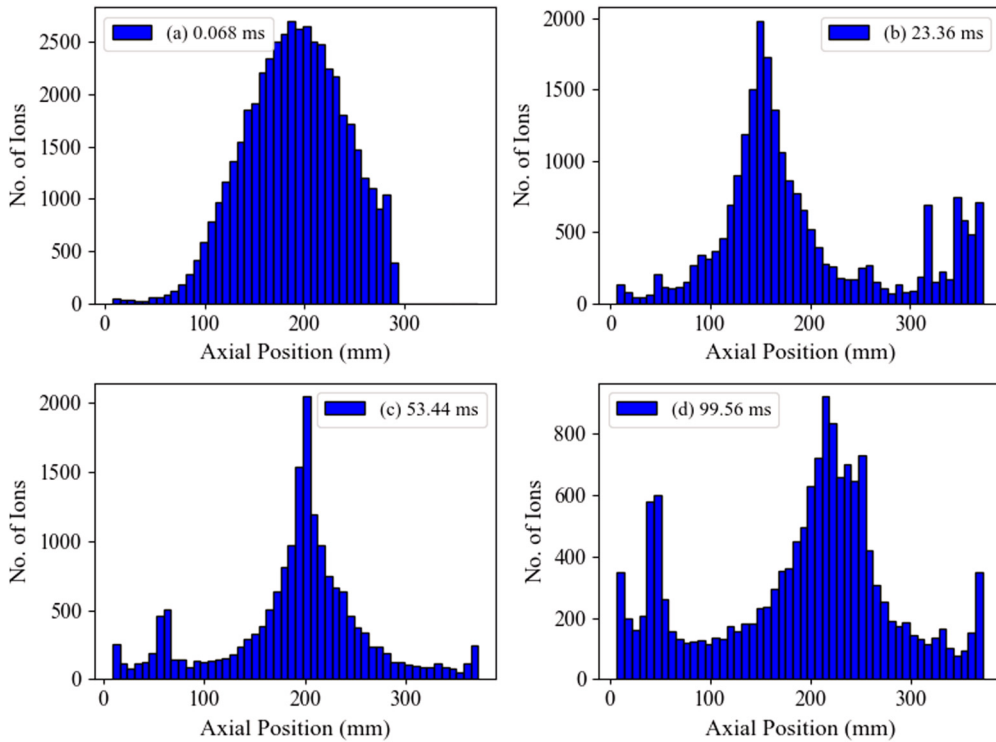 (a) 0.068 ms
No. of Ions
2500
2000
1500
1000
500
0
0 100 200 300
Axial Position (mm)
(b) 23.36 ms
No. of Ions
2000
1500
1000
500
0
0 100 200 300
Axial Position (mm)
(c) 53.44 ms
No. of Ions
2000
1500
1000
500
0
0 100 200 300
Axial Position (mm)
(d) 99.56 ms
No. of Ions
800
600
400
200
0
0 100 200 300
Axial Position (mm)